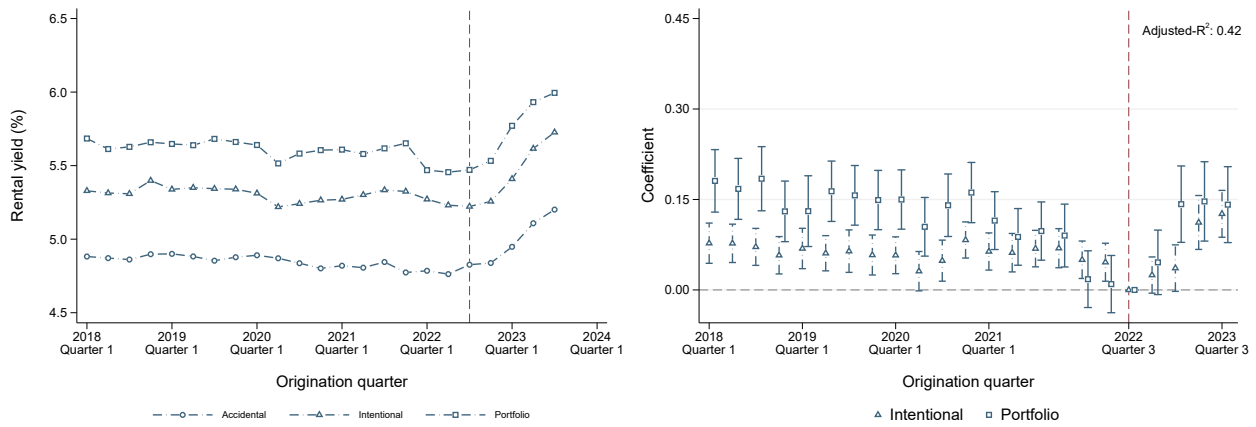 6.5
6.0
5.5
5.0
4.5
Rental yield (%)
2018 Quarter 1
2019 Quarter 1
2020 Quarter 1
2021 Quarter 1
2022 Quarter 1
2023 Quarter 1
2024 Quarter 1
Origination quarter
Accidental
Intentional
Portfolio
Adjusted-R²: 0.42
0.45
0.30
0.15
0.00
Coefficient
2018 Quarter 1
2019 Quarter 1
2020 Quarter 1
2021 Quarter 1
2022 Quarter 3
2023 Quarter 3
Origination quarter
Intentional
Portfolio